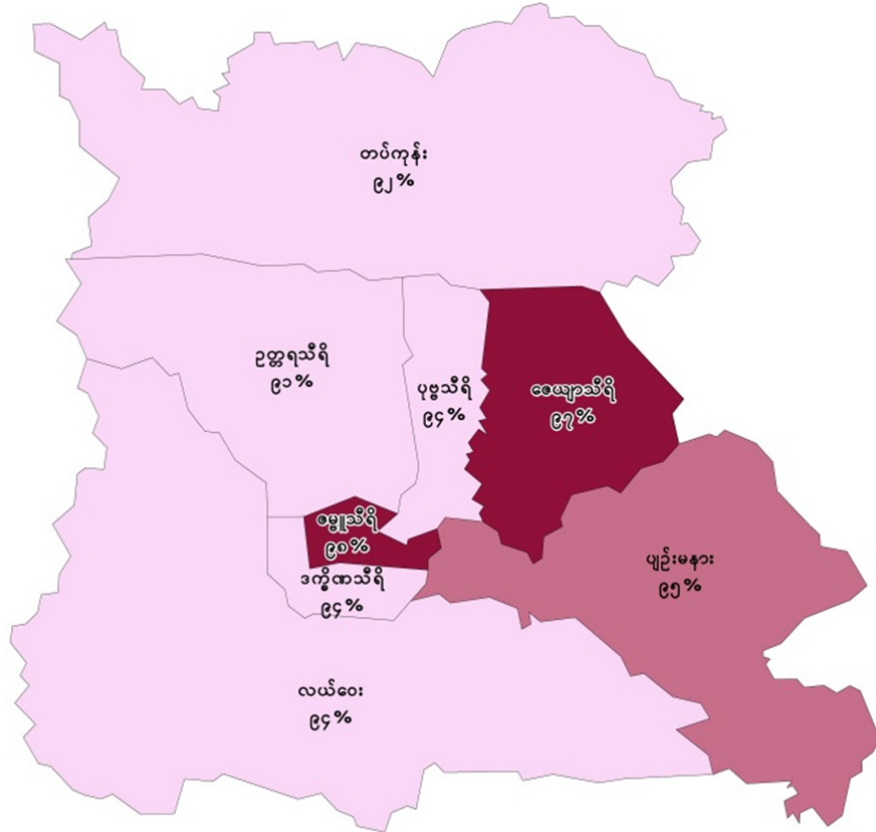 တပ်ကုန်း
၉၂%
ဥတ္တရသီရိ
၉၁%
ပုဗ္ဗသီရိ
၉၄%
ဇေယျာသီရိ
၉၇%
ဇမ္ဗူသီရိ
၉၈%
ဒက္ခိဏသီရိ
၉၄%
ပျဉ်းမနား
၉၅%
လယ်ဝေး
၉၄%